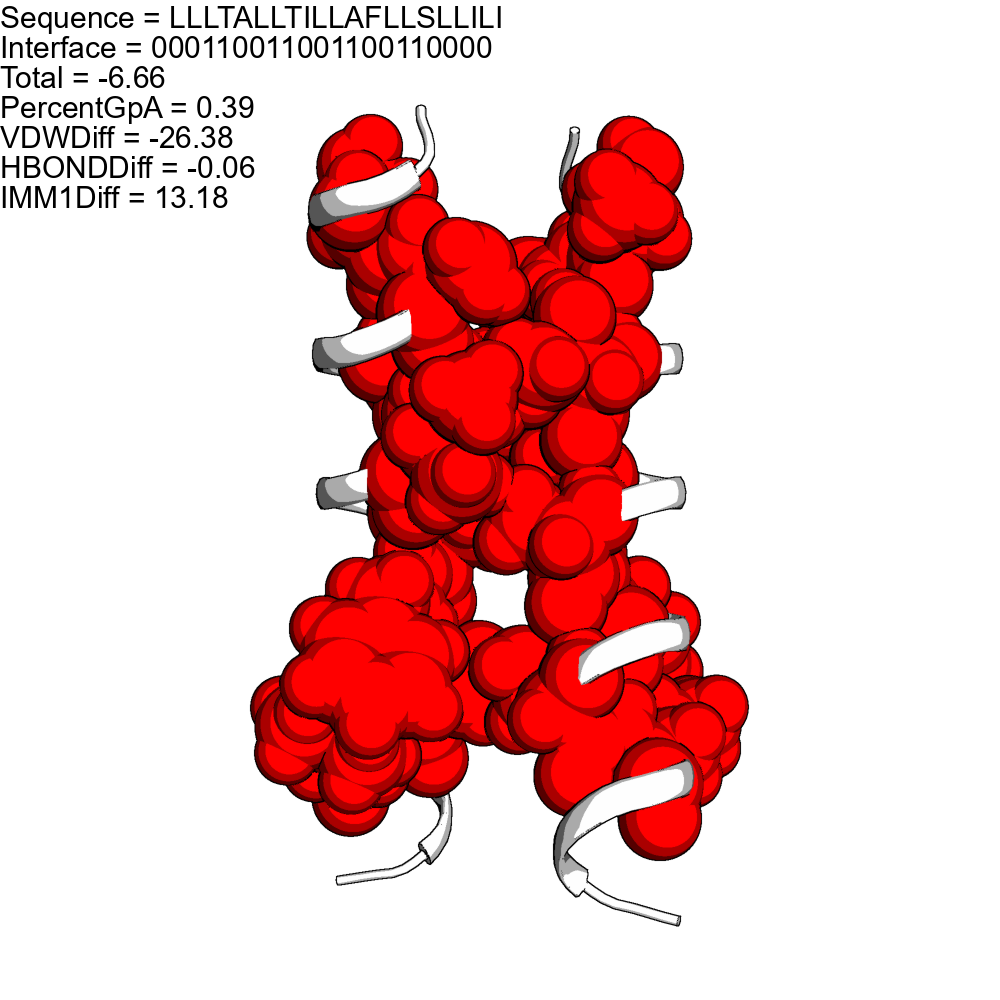 Sequence = LLLTALLTILLAFLLSLLILI
Interface = 000110011001100110000
Total = -6.66
PercentGpA = 0.39
VDWDiff = -26.38
HBONDDiff = -0.06
IMM1Diff = 13.18